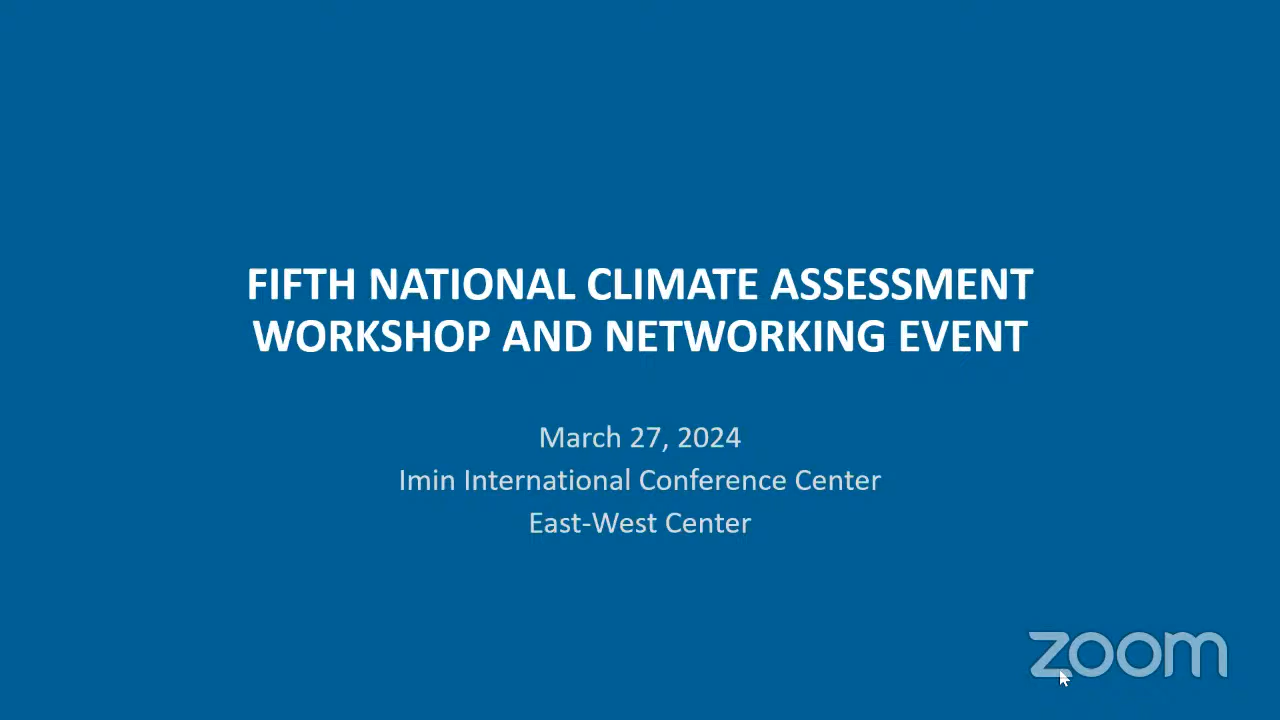 FIFTH NATIONAL CLIMATE ASSESSMENT
WORKSHOP AND NETWORKING EVENT
March 27, 2024
Imin International Conference Center
East-West Center
zoom